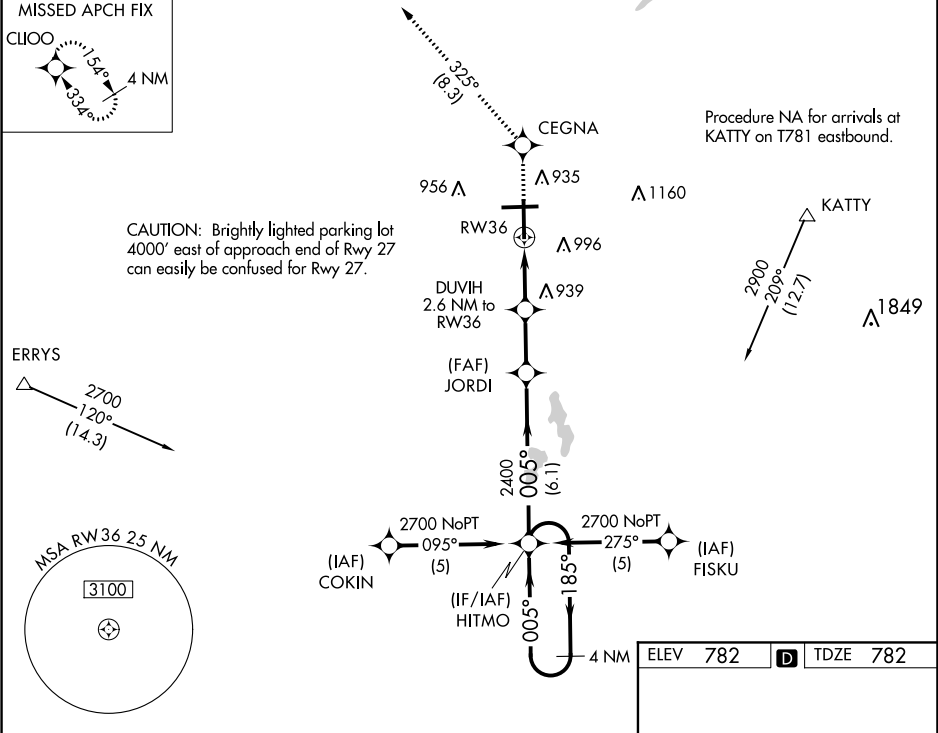 MISSED APCH FIX
CLIOO
154°
4 NM
334°
325°
(8.3)
CEGNA
Procedure NA for arrivals at
KATTY on T781 eastbound.
956
935
1160
KATTY
RW36
996
CAUTION: Brightly lighted parking lot
4000' east of approach end of Rwy 27
can easily be confused for Rwy 27.
2900
209°
(12.7)
DUVIH
2.6 NM to
RW36
939
1849
ERRYS
2700
120°
(14.3)
(FAF)
JORDI
2400
005°
(6.1)
2700 NoPT
095°
(5)
(IAF)
COKIN
2700 NoPT
275°
(5)
(IAF)
FISKU
(IF/IAF)
HITMO
005°
185°
4 NM
MSA RW36 25 NM
3100
ELEV 782 D TDZE 782